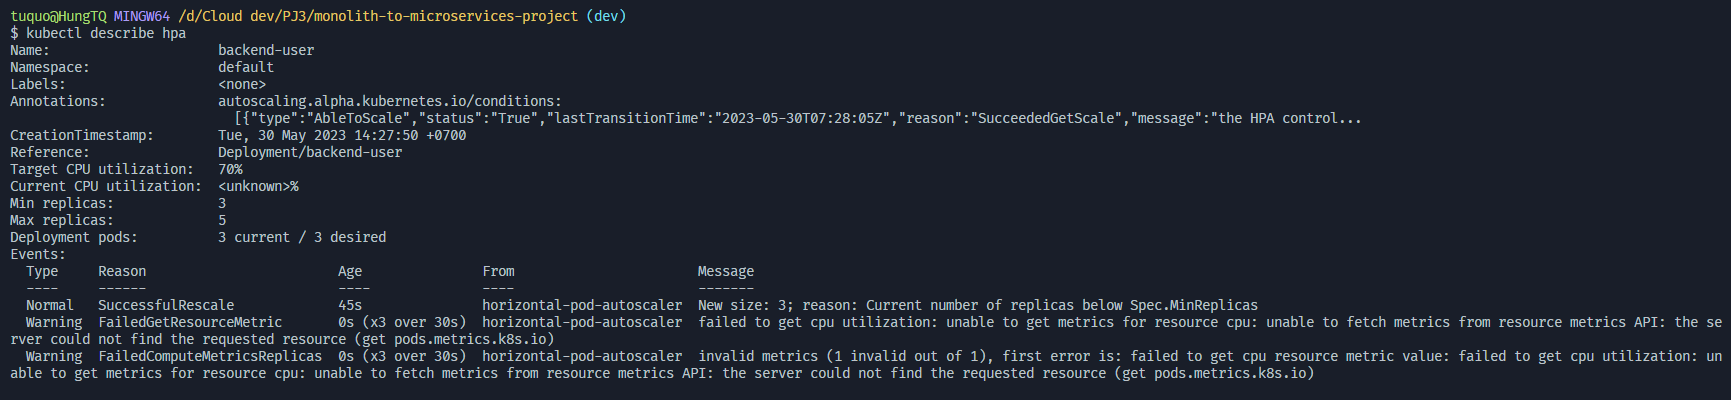 tuquo@HungTQ MINGW64 /d/Cloud dev/PJ3/monolith-to-microservices-project (dev)
$ kubectl describe hpa
Name:                     backend-user
Namespace:                default
Labels:                   <none>
Annotations:              autoscaling.alpha.kubernetes.io/conditions:
                            [{"type":"AbleToScale","status":"True","lastTransitionTime":"2023-05-30T07:28:05Z","reason":"SucceededGetScale","message":"the HPA control...
CreationTimestamp:        Tue, 30 May 2023 14:27:50 +0700
Reference:                Deployment/backend-user
Target CPU utilization:   70%
Current CPU utilization:  <unknown>%
Min replicas:             3
Max replicas:             5
Deployment pods:          3 current / 3 desired
Events:
  Type     Reason                        Age                From                       Message
  ----     ------                        ----               ----                       -------
  Normal   SuccessfulRescale             45s                horizontal-pod-autoscaler  New size: 3; reason: Current number of replicas below Spec.MinReplicas
  Warning  FailedGetResourceMetric       0s (x3 over 30s)   horizontal-pod-autoscaler  failed to get cpu utilization: unable to get metrics for resource cpu: unable to fetch metrics from resource metrics API: the se
rver could not find the requested resource (get pods.metrics.k8s.io)
  Warning  FailedComputeMetricsReplicas  0s (x3 over 30s)   horizontal-pod-autoscaler  invalid metrics (1 invalid out of 1), first error is: failed to get cpu resource metric value: failed to get cpu utilization: un
able to get metrics for resource cpu: unable to fetch metrics from resource metrics API: the server could not find the requested resource (get pods.metrics.k8s.io)